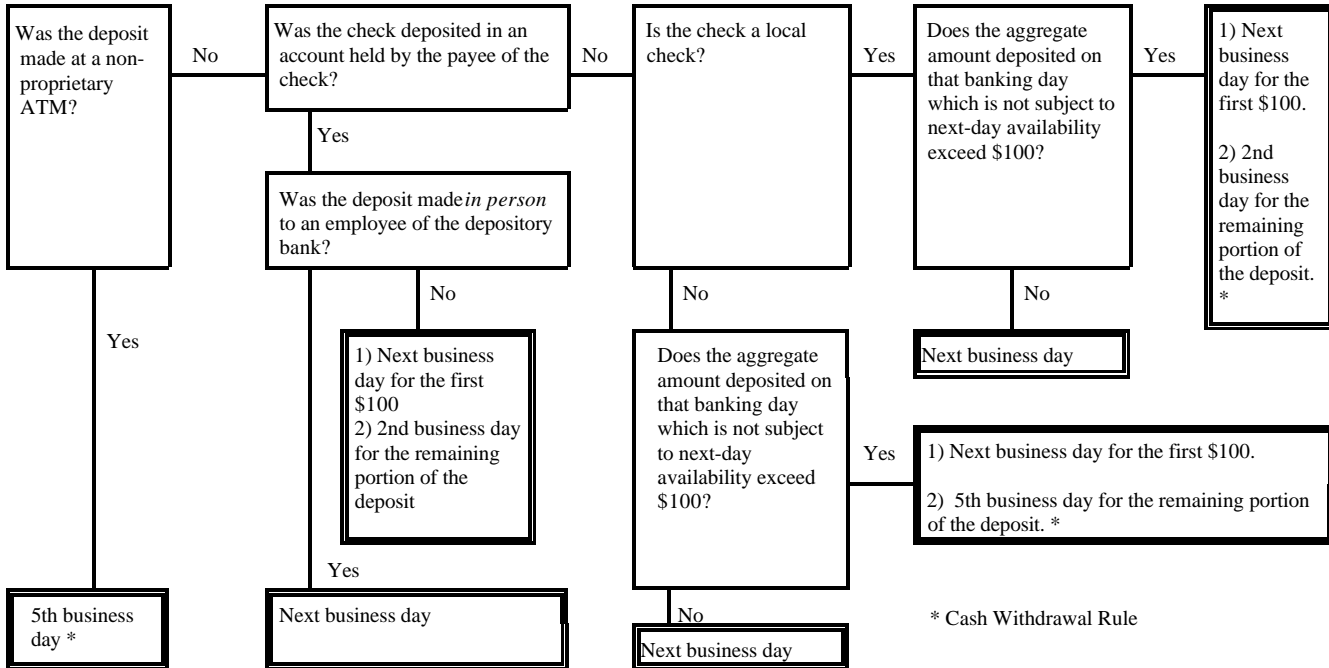 Was the deposit
made at a non-
proprietary
ATM?
No
Was the check deposited in an
account held by the payee of the
check?
No
Is the check a local
check?
Yes
Does the aggregate
amount deposited on
that banking day
which is not subject to
next-day availability
exceed $100?
Yes
1) Next
business
day for the
first $100.
2) 2nd
business
day for the
remaining
portion of
the deposit.
*
Yes
Was the deposit made in person
to an employee of the depository
bank?
No
No
No
Yes
1) Next business
day for the first
$100
2) 2nd business day
for the remaining
portion of the
deposit
Does the aggregate
amount deposited on
that banking day
which is not subject
to next-day
availability exceed
$100?
Next business day
Yes
1) Next business day for the first $100.
2) 5th business day for the remaining portion
of the deposit. *
Yes
5th business
day *
Next business day
No
Next business day
* Cash Withdrawal Rule